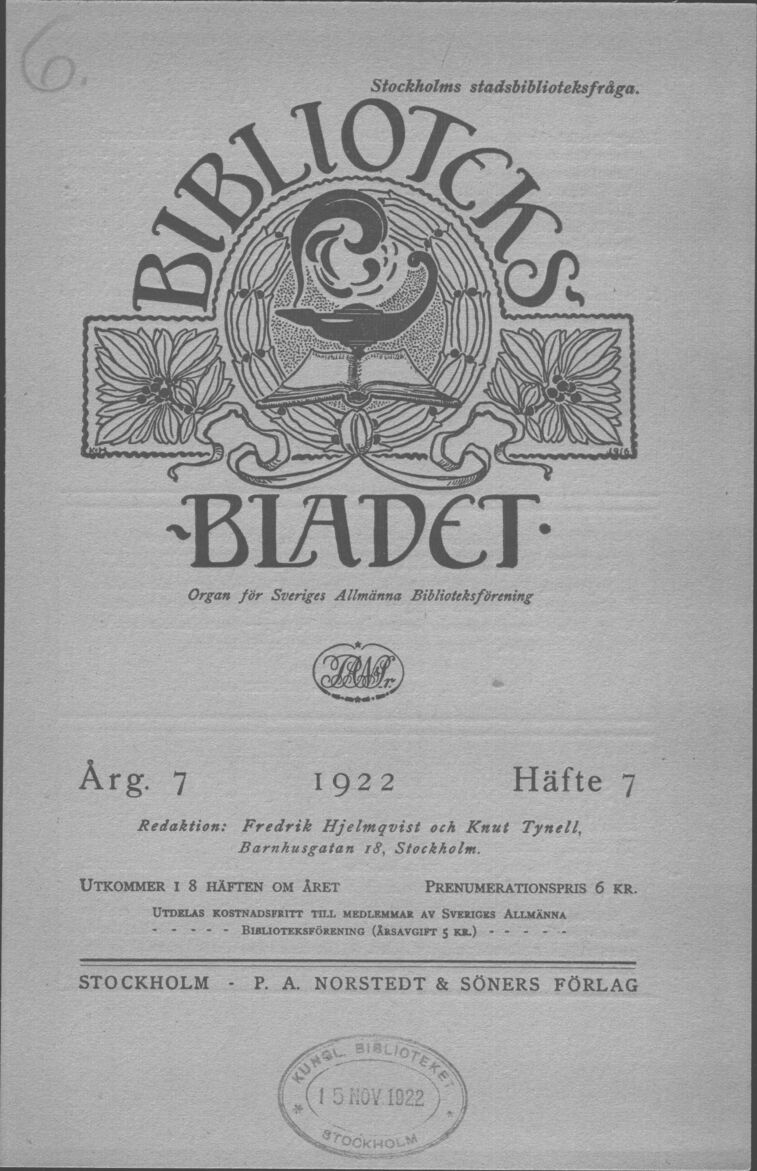 6.
Stockholms stadsbiblioteksfråga.
BIBLIOTEKS-
KM
1916
-BLADET·
Organ för Sveriges Allmänna Biblioteksförening
Årg. 7 1922 Häfte 7
Redaktion: Fredrik Hjelmqvist och Knut Tynell,
Barnhusgatan 18, Stockholm.
UTKOMMER I 8 HÄFTEN OM ÅRET PRENUMERATIONSPRIS 6 KR.
UTDELAS KOSTNADSFRITT TILL MEDLEMMAR AV SVERIGES ALLMÄNNA
- - - - - BIBLIOTEKSFÖRENING (ÅRSAVGIFT 5 KR.) - - - - -
STOCKHOLM - P. A. NORSTEDT & SÖNERS FÖRLAG
KUNGL. BIBLIOTEKET
15 NOV. 1922
* STOCKHOLM *